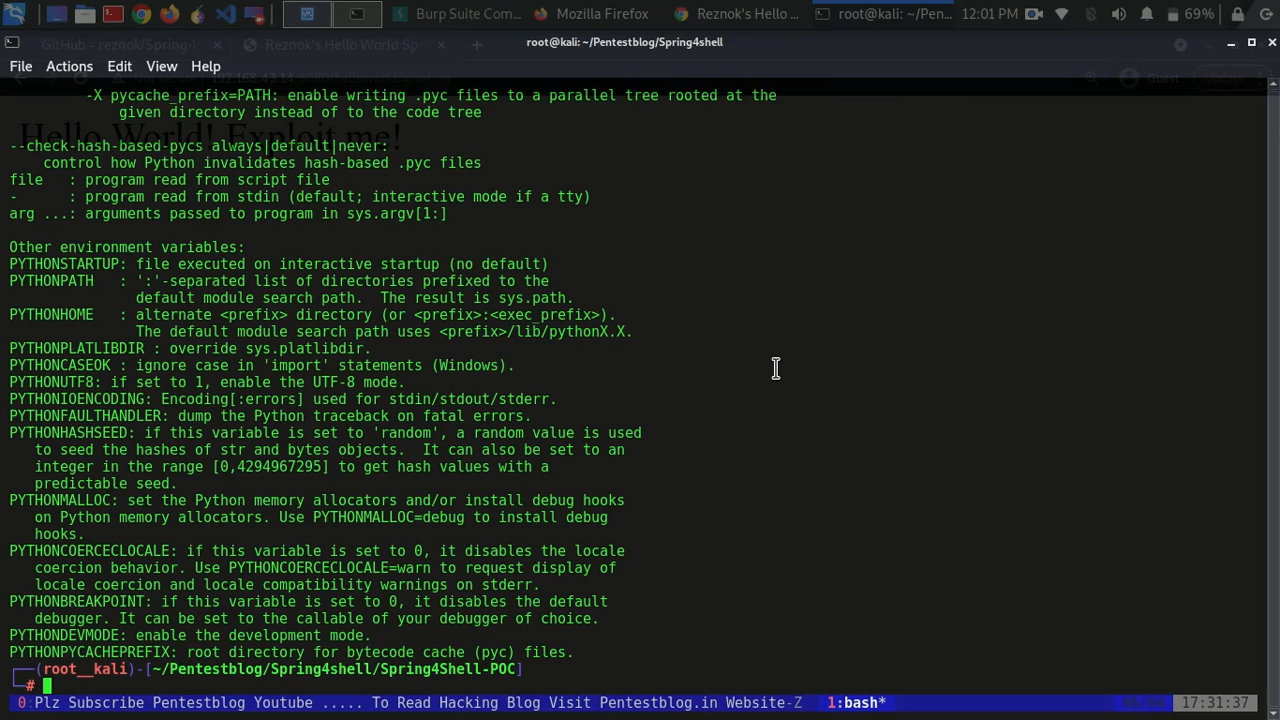 Burp Suite Com...
Mozilla Firefox
Reznok's Hello ...
root@kali: ~/Pen...
12:01 PM
69%
root@kali: ~/Pentestblog/Spring4shell
GitHub - reznok/Spring4
Reznok's Hello World Sp
File Actions Edit View Help
Guest
Update
Hello World! Exploit me!
-X pycache_prefix=PATH: enable writing .pyc files to a parallel tree rooted at the
given directory instead of to the code tree
--check-hash-based-pycs always|default|never:
control how Python invalidates hash-based .pyc files
file : program read from script file
- : program read from stdin (default; interactive mode if a tty)
arg ...: arguments passed to program in sys.argv[1:]
Other environment variables:
PYTHONSTARTUP: file executed on interactive startup (no default)
PYTHONPATH : ':'-separated list of directories prefixed to the
default module search path. The result is sys.path.
PYTHONHOME : alternate <prefix> directory (or <prefix>:<exec_prefix>).
The default module search path uses <prefix>/lib/pythonX.X.
PYTHONPLATLIBDIR : override sys.platlibdir.
PYTHONCASEOK : ignore case in 'import' statements (Windows).
PYTHONUTF8: if set to 1, enable the UTF-8 mode.
PYTHONIOENCODING: Encoding[:errors] used for stdin/stdout/stderr.
PYTHONFAULTHANDLER: dump the Python traceback on fatal errors.
PYTHONHASHSEED: if this variable is set to 'random', a random value is used
to seed the hashes of str and bytes objects. It can also be set to an
integer in the range [0,4294967295] to get hash values with a
predictable seed.
PYTHONMALLOC: set the Python memory allocators and/or install debug hooks
on Python memory allocators. Use PYTHONMALLOC=debug to install debug
hooks.
PYTHONCOERCECLOCALE: if this variable is set to 0, it disables the locale
coercion behavior. Use PYTHONCOERCECLOCALE=warn to request display of
locale coercion and locale compatibility warnings on stderr.
PYTHONBREAKPOINT: if this variable is set to 0, it disables the default
debugger. It can be set to the callable of your debugger of choice.
PYTHONDEVMODE: enable the development mode.
PYTHONPYCACHEPREFIX: root directory for bytecode cache (pyc) files.
┌──(root__kali)-[~/Pentestblog/Spring4shell/Spring4Shell-POC]
└─#
0:Plz Subscribe Pentestblog Youtube ..... To Read Hacking Blog Visit Pentestblog.in Website-Z 1:bash* 17:31:37